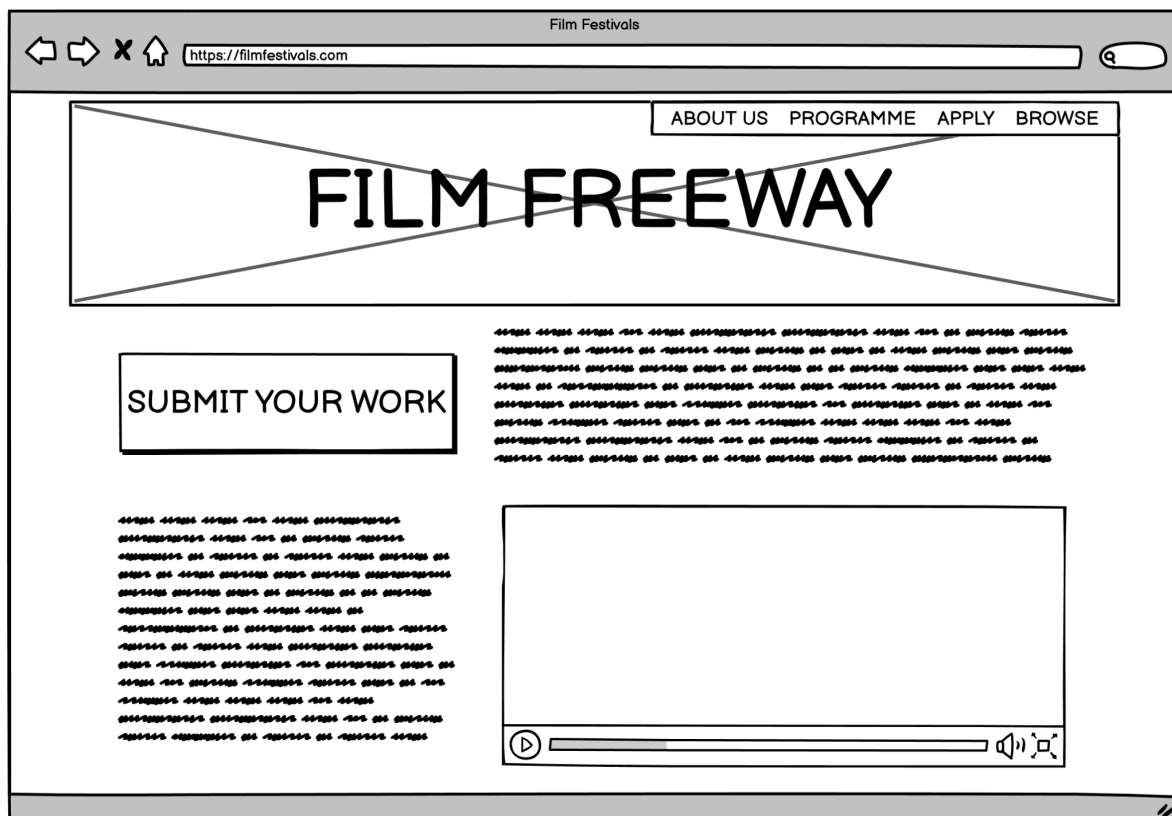 Film Festivals
https://filmfestivals.com
ABOUT US PROGRAMME APPLY BROWSE
FILM FREEWAY
SUBMIT YOUR WORK